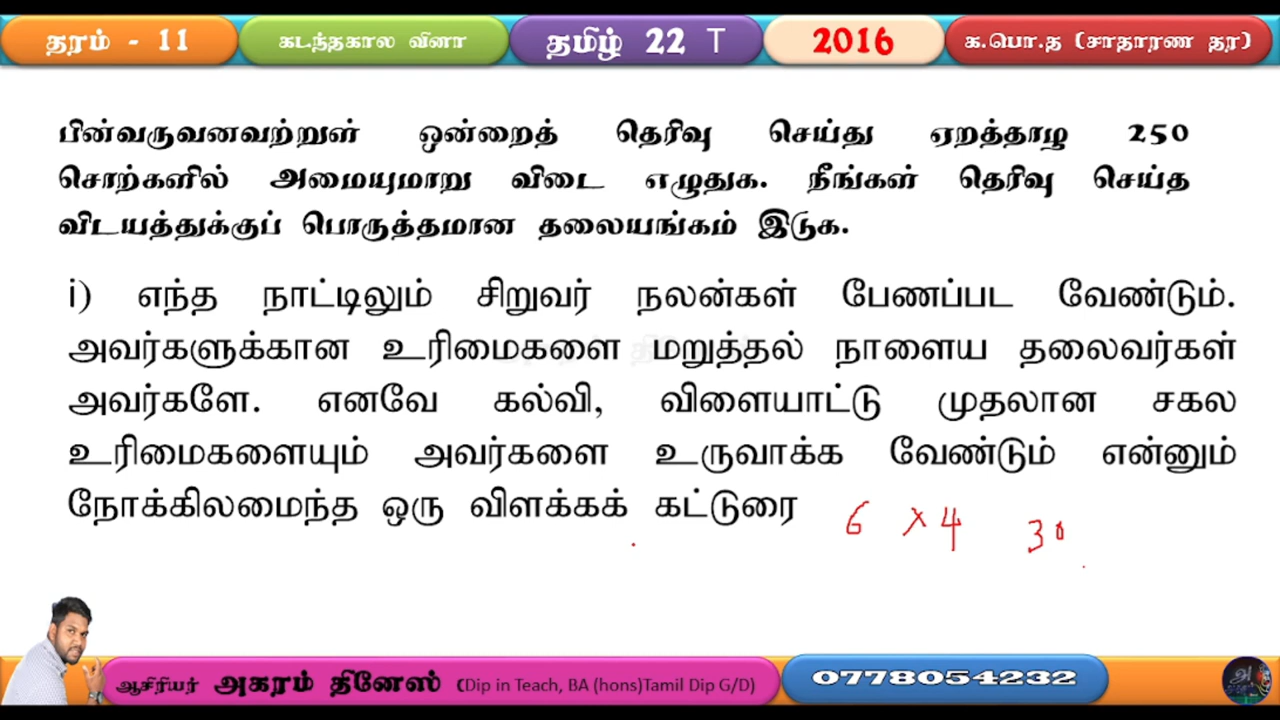 தரம் - 11 கடந்தகால வினா தமிழ் 22 T 2016 க.பொ.த (சாதாரண தர)
பின்வருவனவற்றுள் ஒன்றைத் தெரிவு செய்து ஏறத்தாழ 250
சொற்களில் அமையுமாறு விடை எழுதுக. நீங்கள் தெரிவு செய்த
விடயத்துக்குப் பொருத்தமான தலையங்கம் இடுக.
i) எந்த நாட்டிலும் சிறுவர் நலன்கள் பேணப்பட வேண்டும்.
அவர்களுக்கான உரிமைகளை மறுத்தல் நாளைய தலைவர்கள்
அவர்களே. எனவே கல்வி, விளையாட்டு முதலான சகல
உரிமைகளையும் அவர்களை உருவாக்க வேண்டும் என்னும்
நோக்கிலமைந்த ஒரு விளக்கக் கட்டுரை 6 x 4 30
ஆசிரியர் அகரம் தினேஸ் (Dip in Teach, BA (hons)Tamil Dip G/D) 0778054232